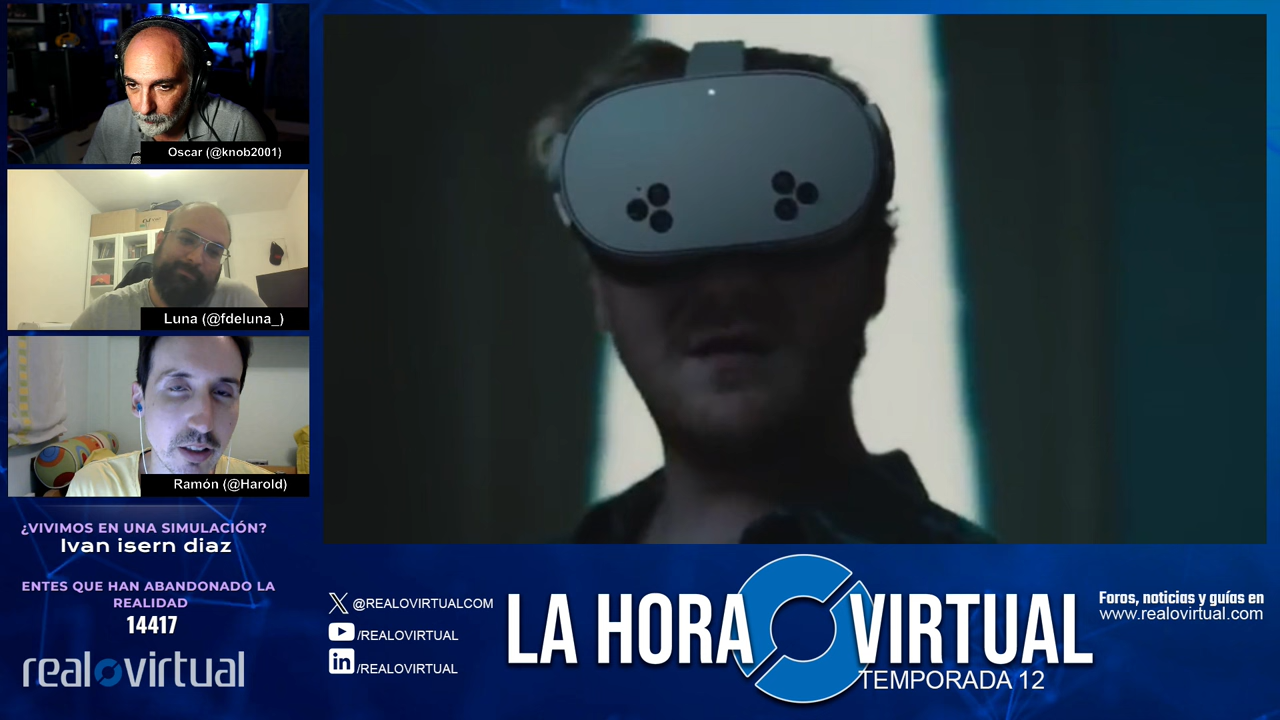 Oscar (@knob2001)
Luna (@fdeluna_)
Ramón (@Harold)
¿VIVIMOS EN UNA SIMULACIÓN?
Ivan isern diaz
ENTES QUE HAN ABANDONADO LA
REALIDAD
14417
realovirtual
@REALOVIRTUALCOM
/REALOVIRTUAL
/REALOVIRTUAL
LA HORA VIRTUAL
TEMPORADA 12
Foros, noticias y guías en
www.realovirtual.com